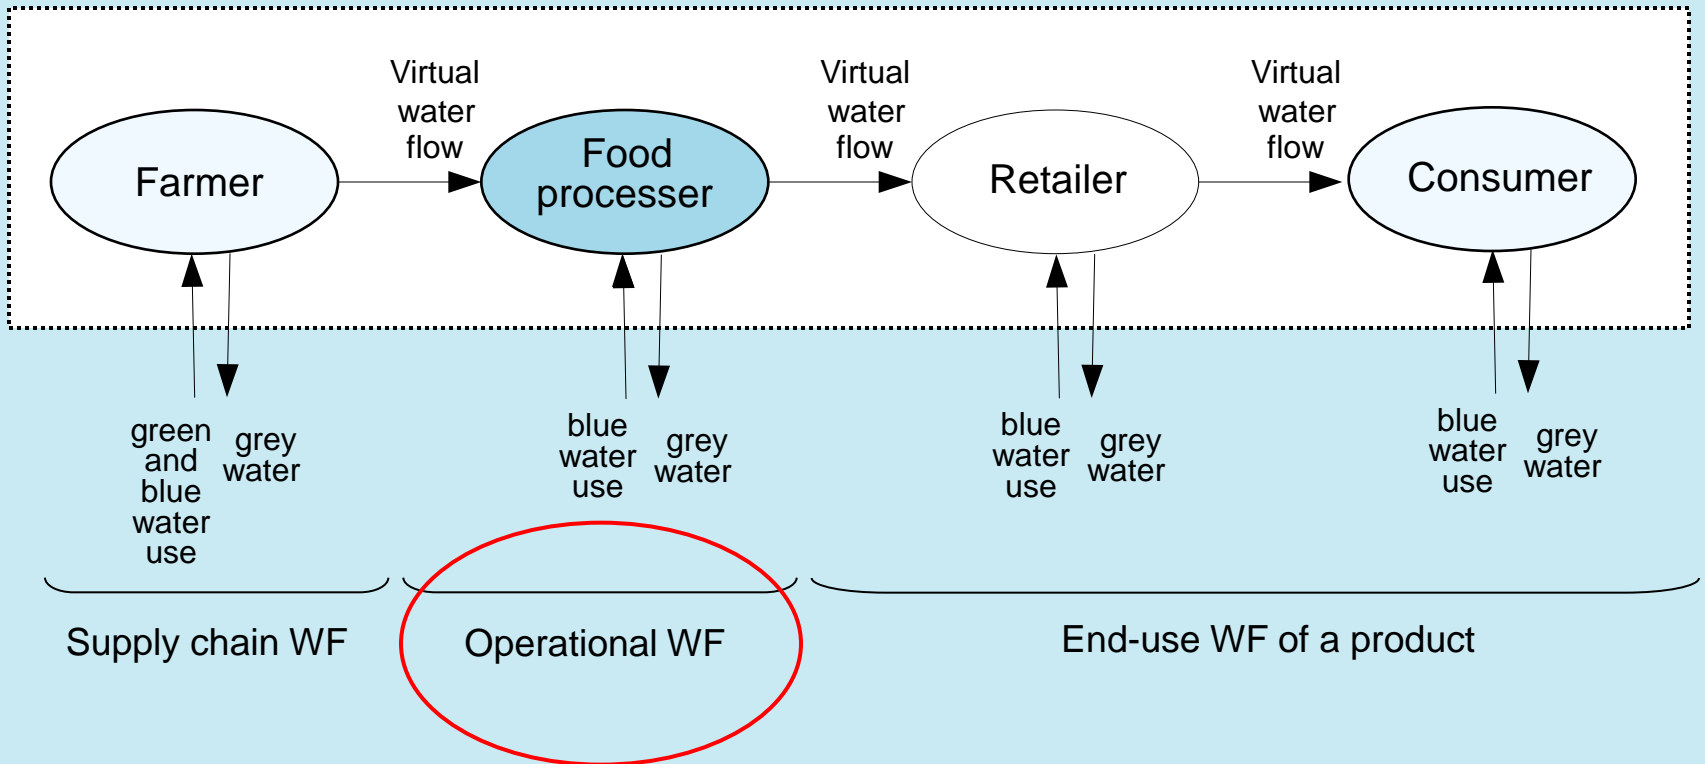 Virtual
water
flow
Virtual
water
flow
Virtual
water
flow
Farmer
Food
processer
Retailer
Consumer
green
and
blue
water
use
grey
water
blue
water
use
grey
water
blue
water
use
grey
water
blue
water
use
grey
water
Supply chain WF
Operational WF
End-use WF of a product